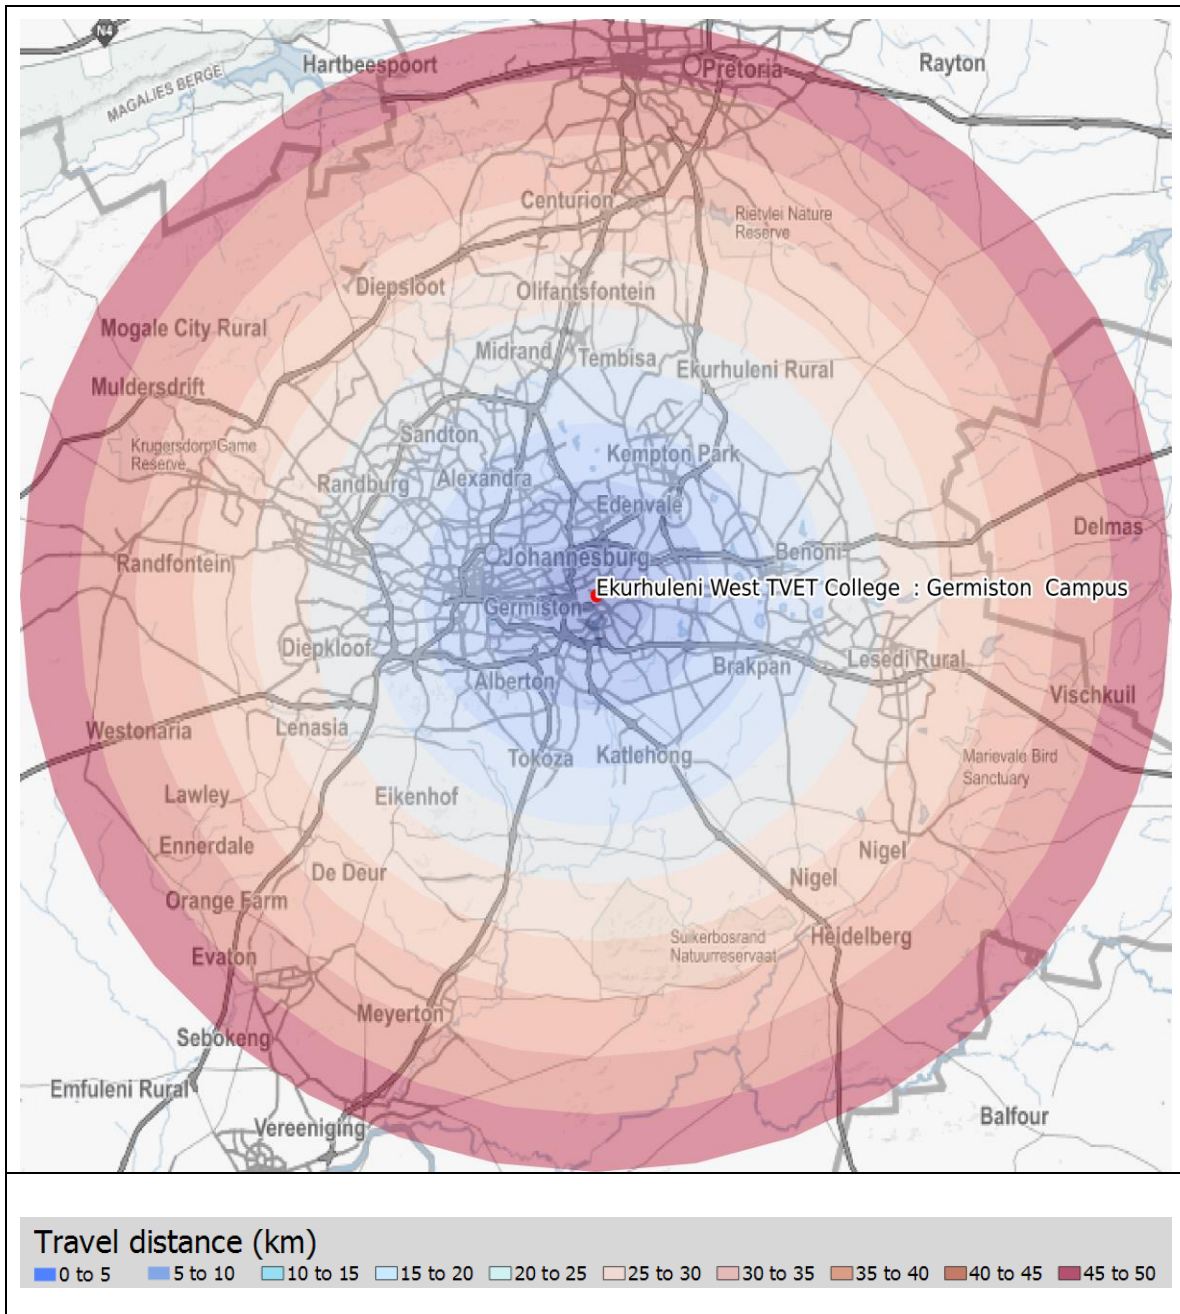 N4
Hartbeespoort
Pretoria
Rayton
MAGALIES BERGE
Centurion
Rietvlei Nature
Reserve
Diepsloot
Olifantsfontein
Mogale City Rural
Midrand
Tembisa
Ekurhuleni Rural
Muldersdrift
Krugersdorp Game
Reserve
Sandton
Kempton Park
Randburg
Alexandra
Edenvale
Delmas
Randfontein
Johannesburg
Benoni
Ekurhuleni West TVET College : Germiston Campus
Germiston
Diepkloof
Alberton
Brakpan
Lesedi Rural
Vischkuil
Westonaria
Lenasia
Tokoza
Katlehong
Marievale Bird
Sanctuary
Lawley
Eikenhof
Ennerdale
De Deur
Nigel
Nigel
Orange Farm
Suikerbosrand
Natuurreservaat
Heidelberg
Evaton
Meyerton
Sebokeng
Emfuleni Rural
Vereeniging
Balfour
Travel distance (km)
0 to 5 5 to 10 10 to 15 15 to 20 20 to 25 25 to 30 30 to 35 35 to 40 40 to 45 45 to 50